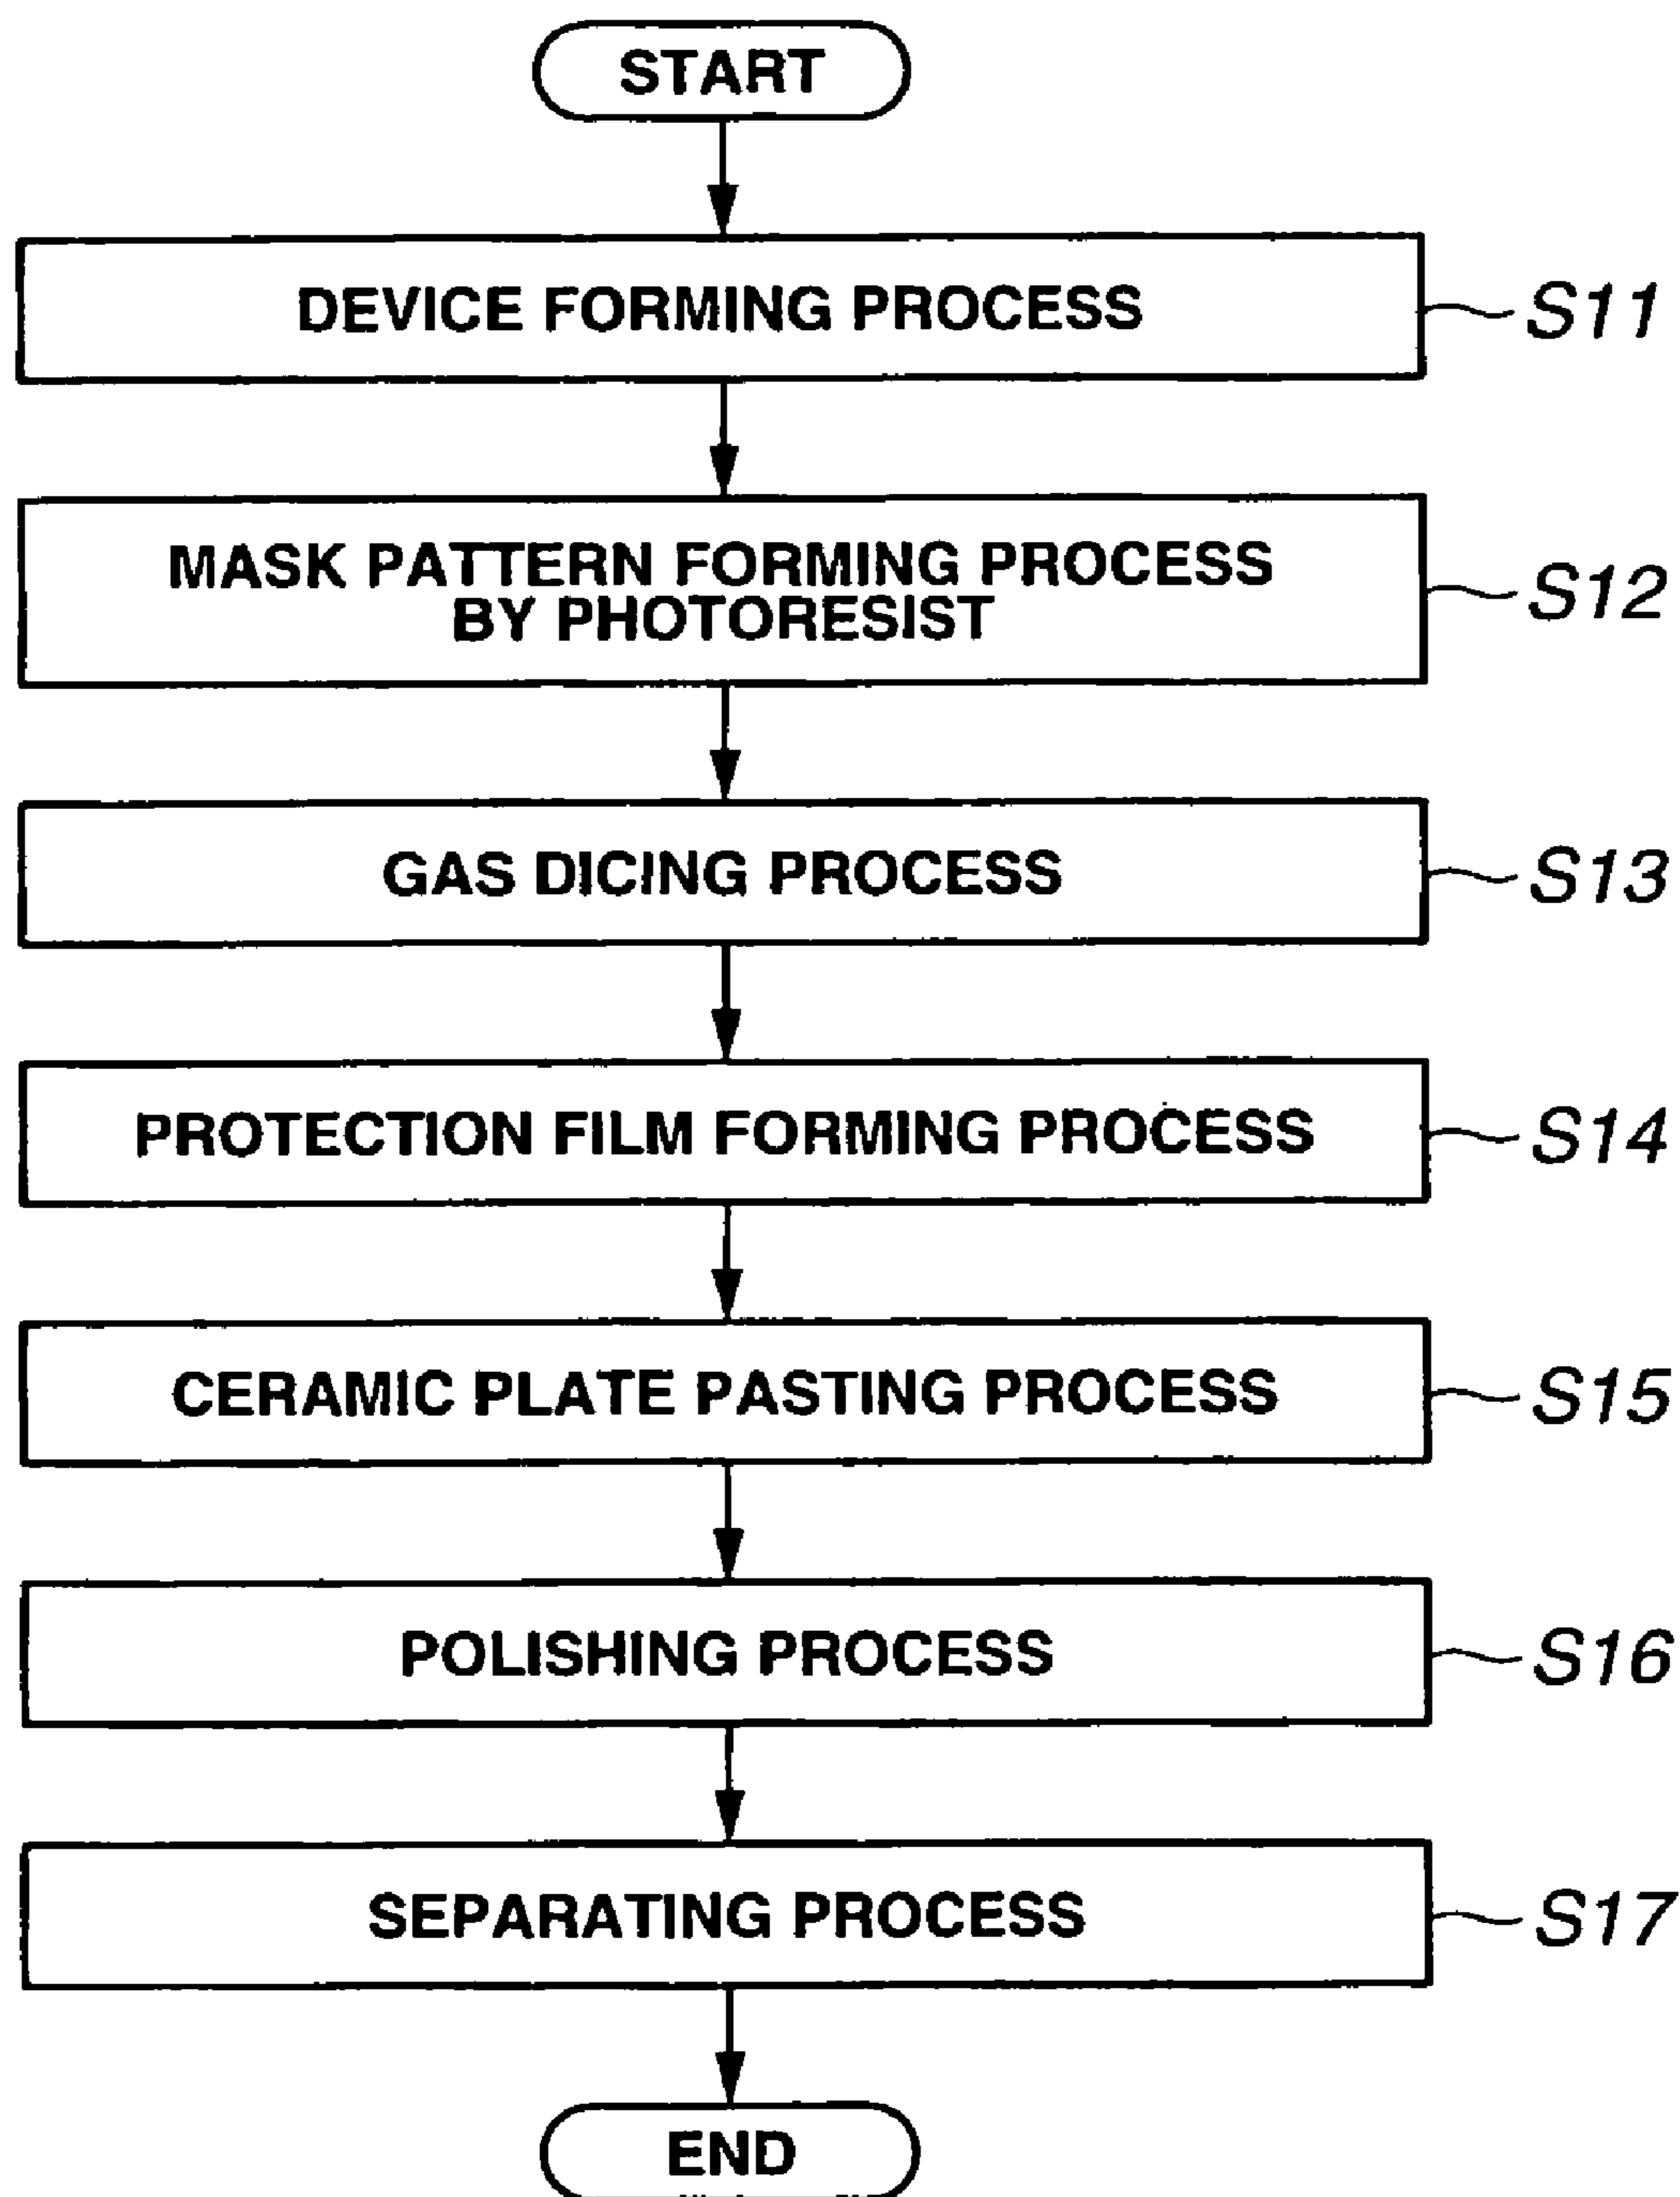 START
DEVICE FORMING PROCESS
S11
MASK PATTERN FORMING PROCESS
BY PHOTORESIST
S12
GAS DICING PROCESS
S13
PROTECTION FILM FORMING PROCESS
S14
CERAMIC PLATE PASTING PROCESS
S15
POLISHING PROCESS
S16
SEPARATING PROCESS
S17
END